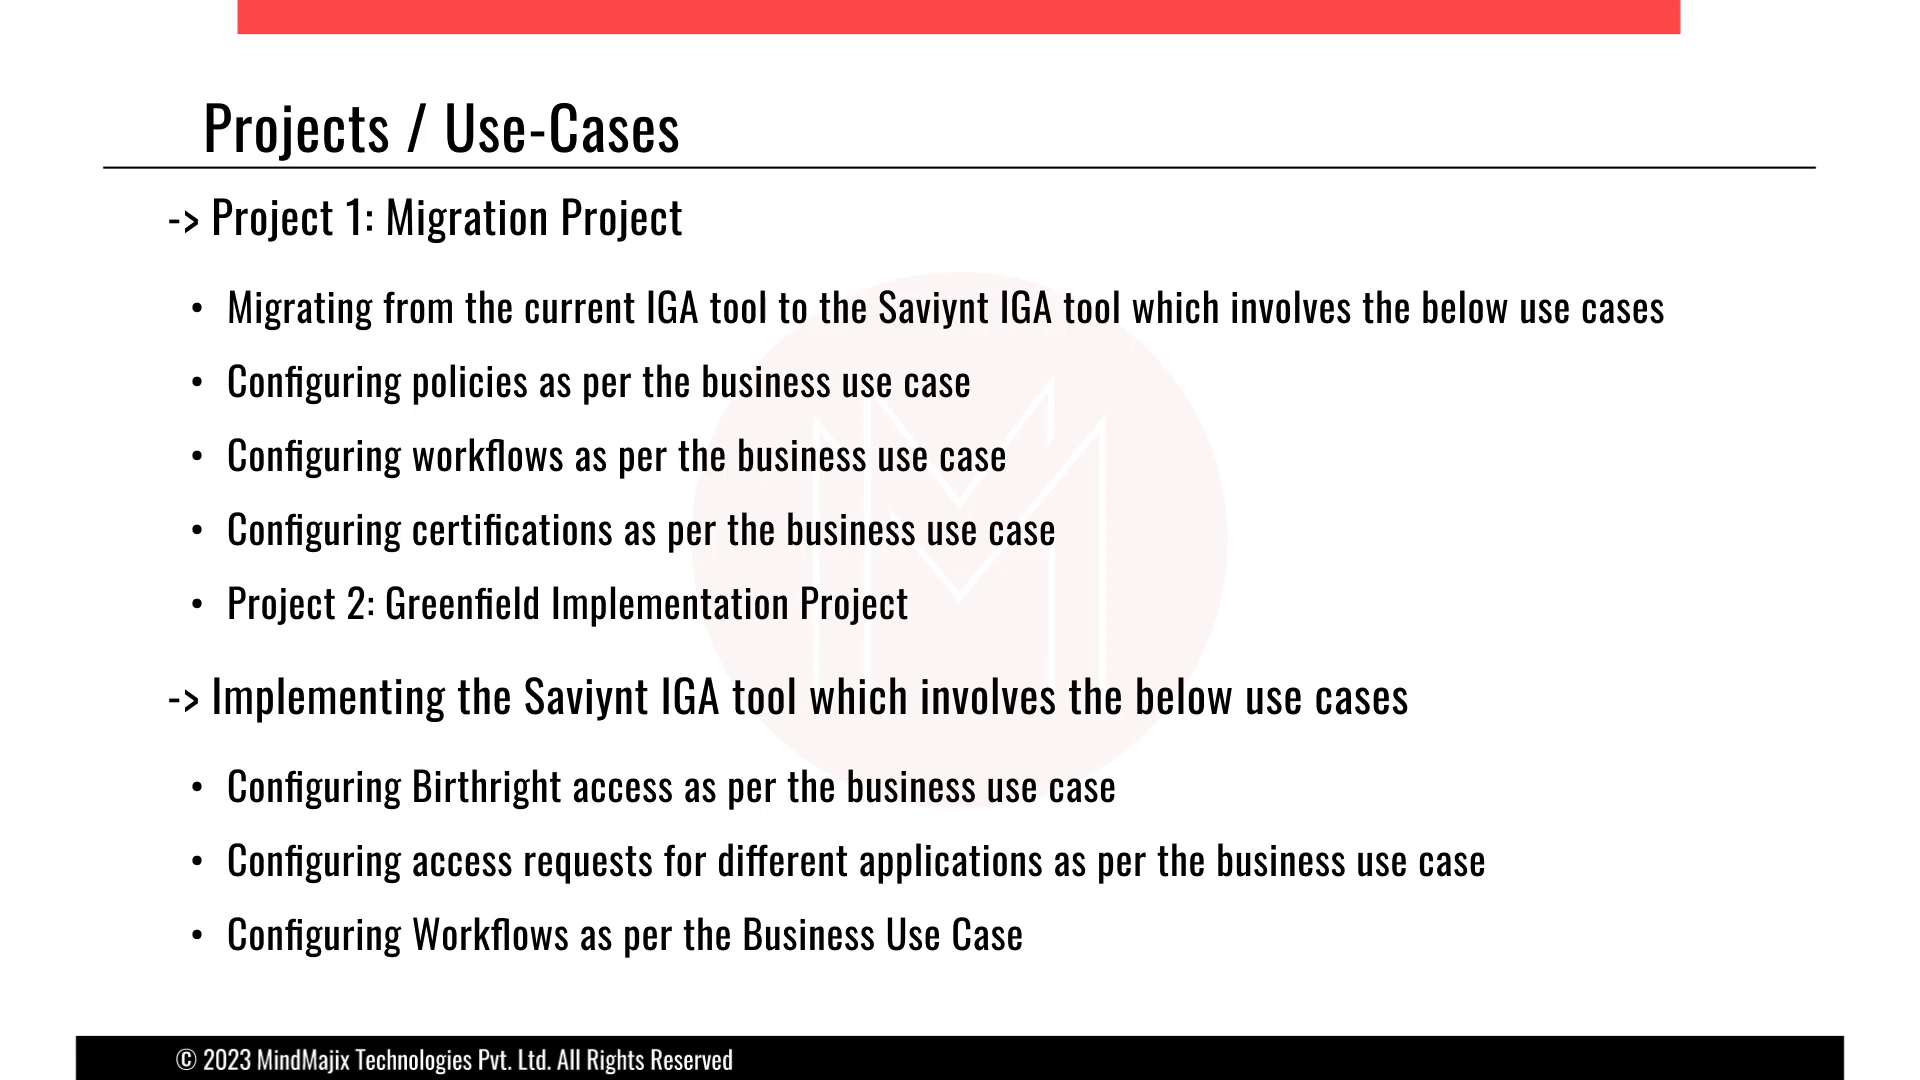 Projects / Use-Cases
-> Project 1: Migration Project
• Migrating from the current IGA tool to the Saviynt IGA tool which involves the below use cases
• Configuring policies as per the business use case
• Configuring workflows as per the business use case
• Configuring certifications as per the business use case
• Project 2: Greenfield Implementation Project
-> Implementing the Saviynt IGA tool which involves the below use cases
• Configuring Birthright access as per the business use case
• Configuring access requests for different applications as per the business use case
• Configuring Workflows as per the Business Use Case
© 2023 MindMajix Technologies Pvt. Ltd. All Rights Reserved